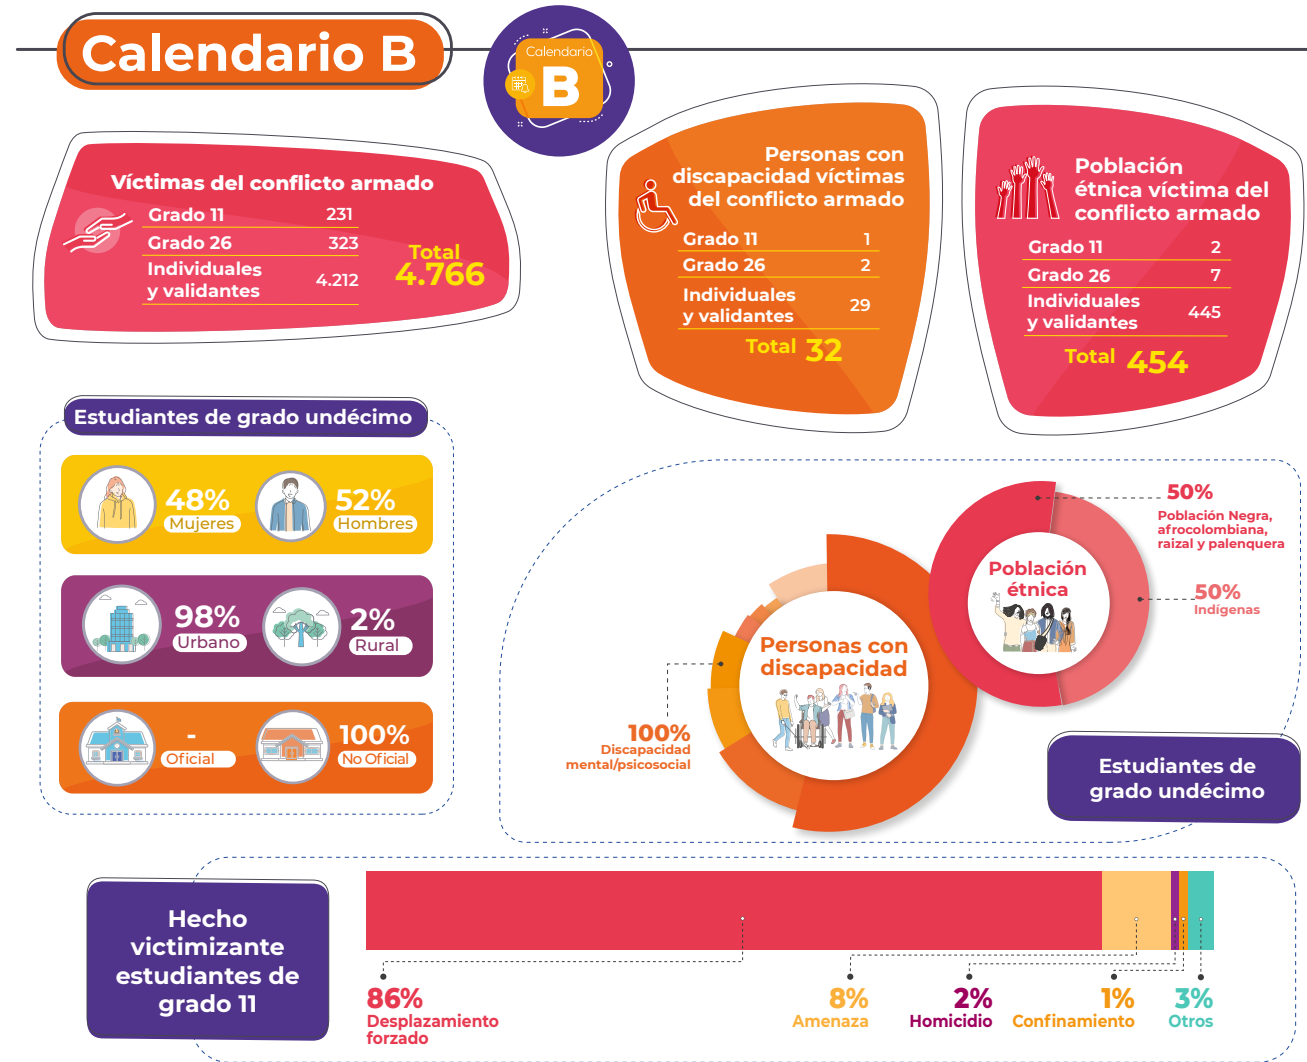 Calendario B
Calendario
B
Víctimas del conflicto armado
Grado 11 231
Grado 26 323
Individuales
y validantes 4.212
Total
4.766
Personas con
discapacidad víctimas
del conflicto armado
Grado 11 1
Grado 26 2
Individuales
y validantes 29
Total 32
Población
étnica víctima del
conflicto armado
Grado 11 2
Grado 26 7
Individuales
y validantes 445
Total 454
Estudiantes de grado undécimo
48%
Mujeres
52%
Hombres
98%
Urbano
2%
Rural
-
Oficial
100%
No Oficial
50%
Población Negra,
afrocolombiana,
raizal y palenquera
Población
étnica
50%
Indígenas
Personas con
discapacidad
100%
Discapacidad
mental/psicosocial
Estudiantes de
grado undécimo
Hecho
victimizante
estudiantes de
grado 11
86%
Desplazamiento
forzado
8%
Amenaza
2%
Homicidio
1%
Confinamiento
3%
Otros